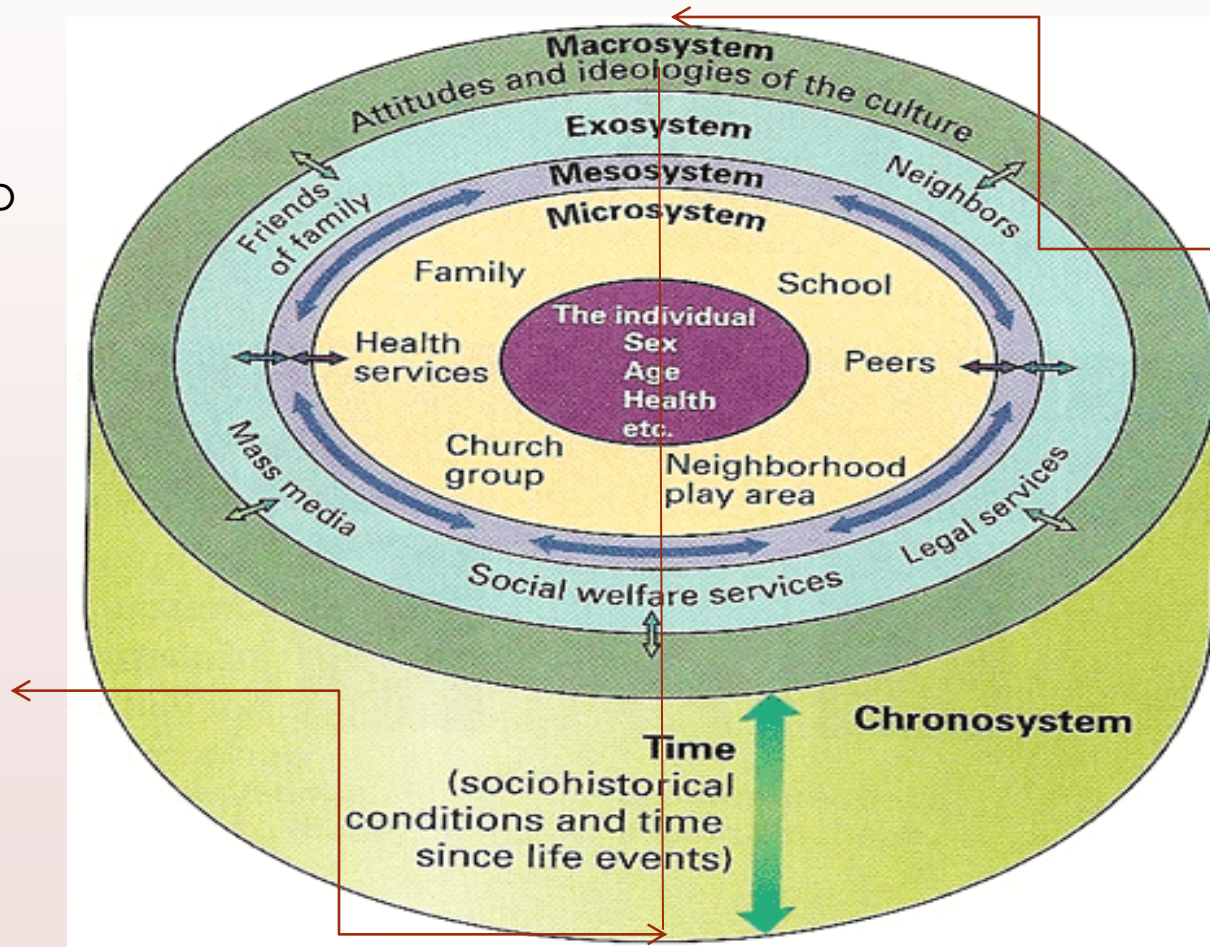 Macrosystem
Attitudes and ideologies of the culture
Exosystem
Mesosystem
Microsystem
Friends
of family
Neighbors
Family
School
The individual
Sex
Age
Health
etc.
Health
services
Peers
Church
group
Neighborhood
play area
Mass media
Legal services
Social welfare services
Chronosystem
Time
(sociohistorical
conditions and time
since life events)